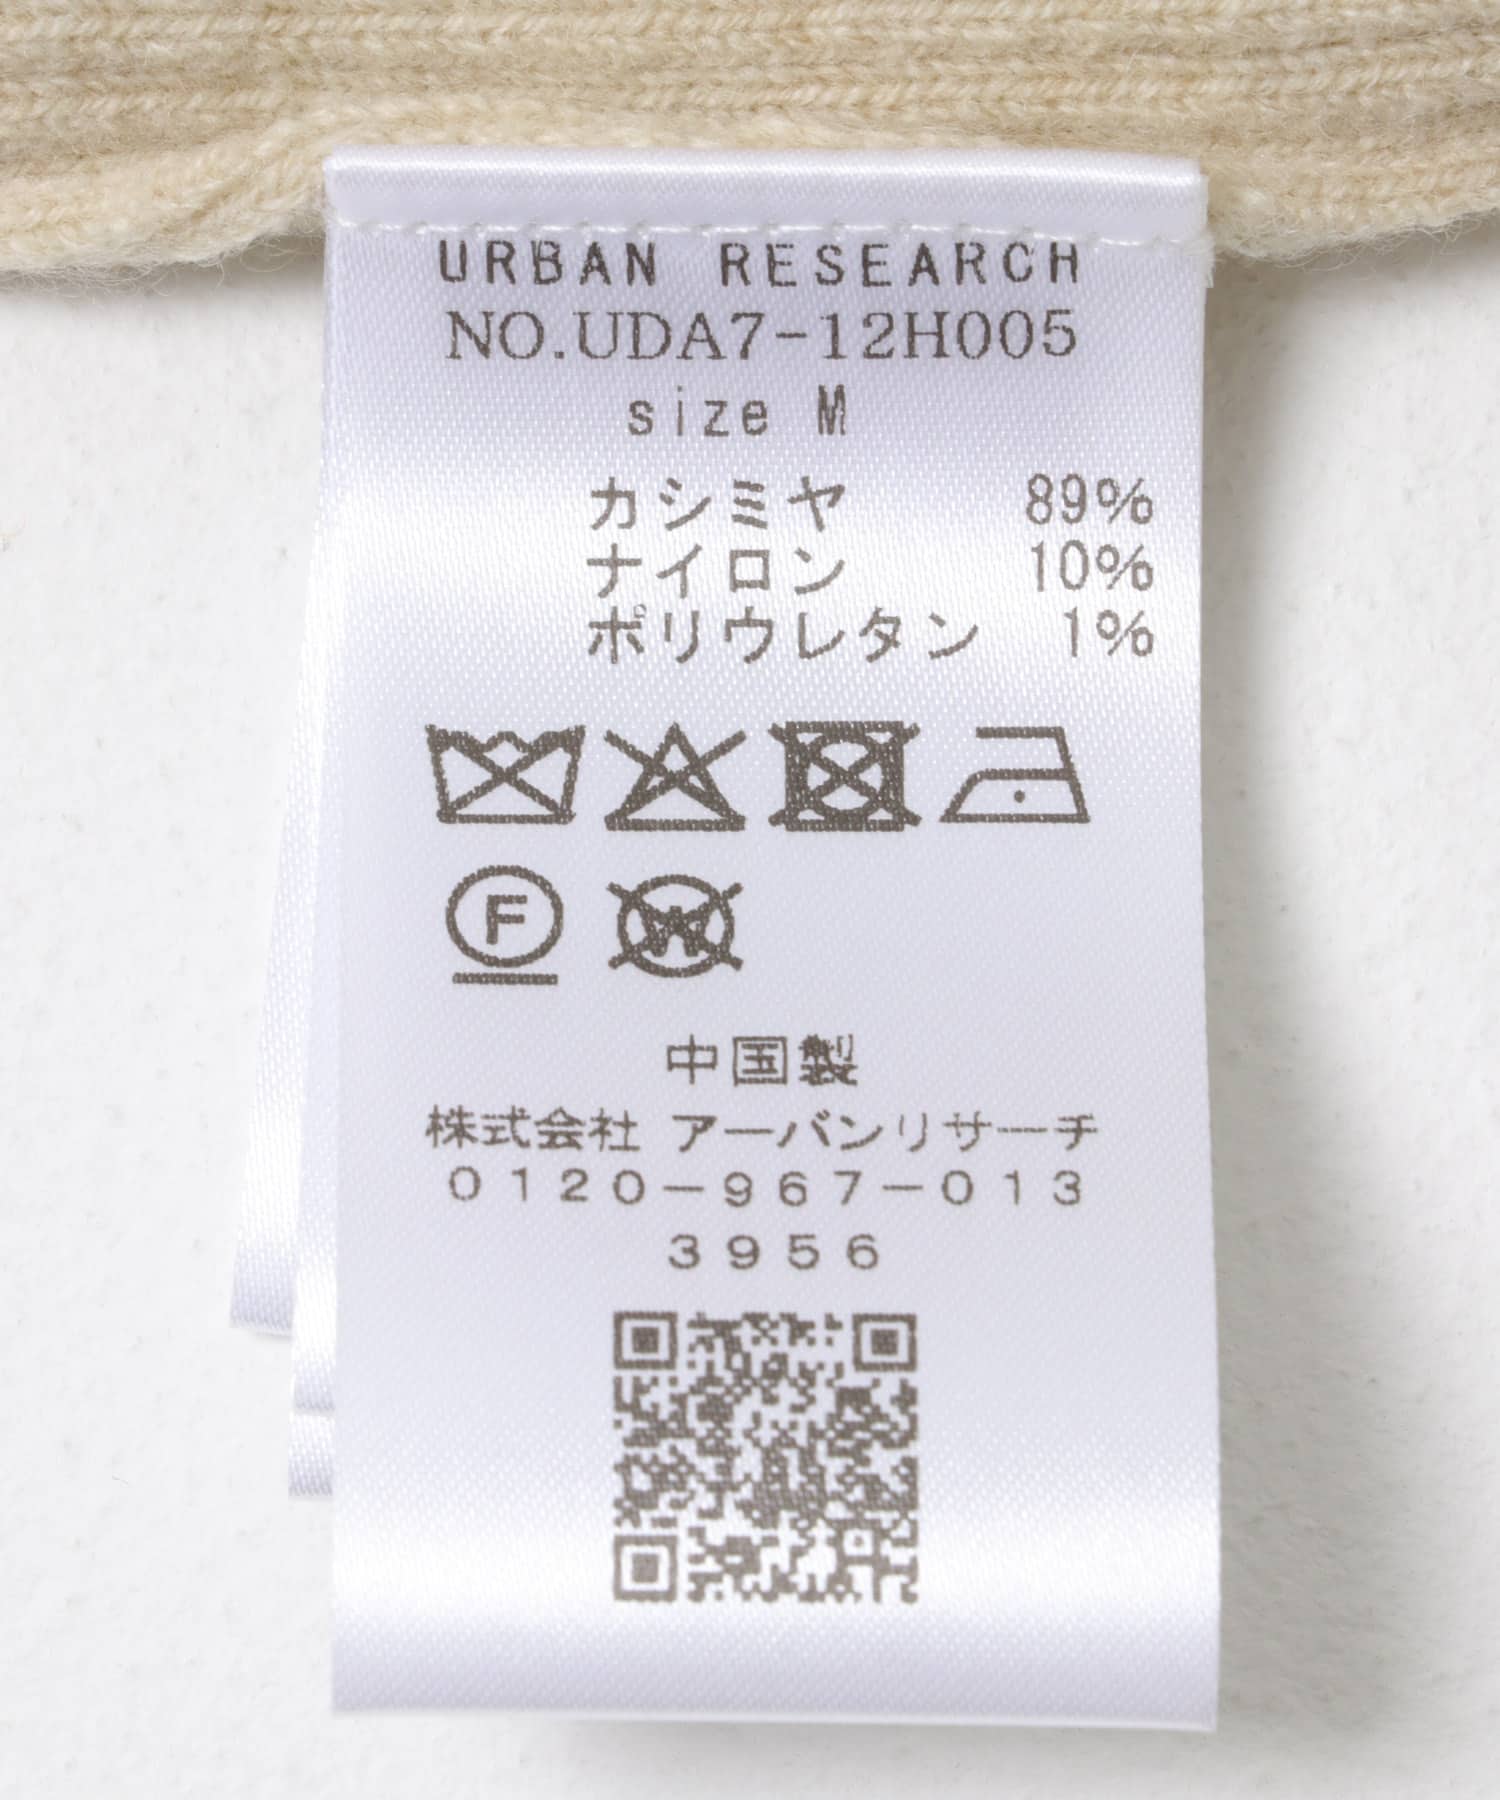 URBAN RESEARCH
NO.UDA7-12H005
size M
カシミヤ 89%
ナイロン 10%
ポリウレタン 1%
F W
中国製
株式会社 アーバンリサーチ
0120-967-013
3956